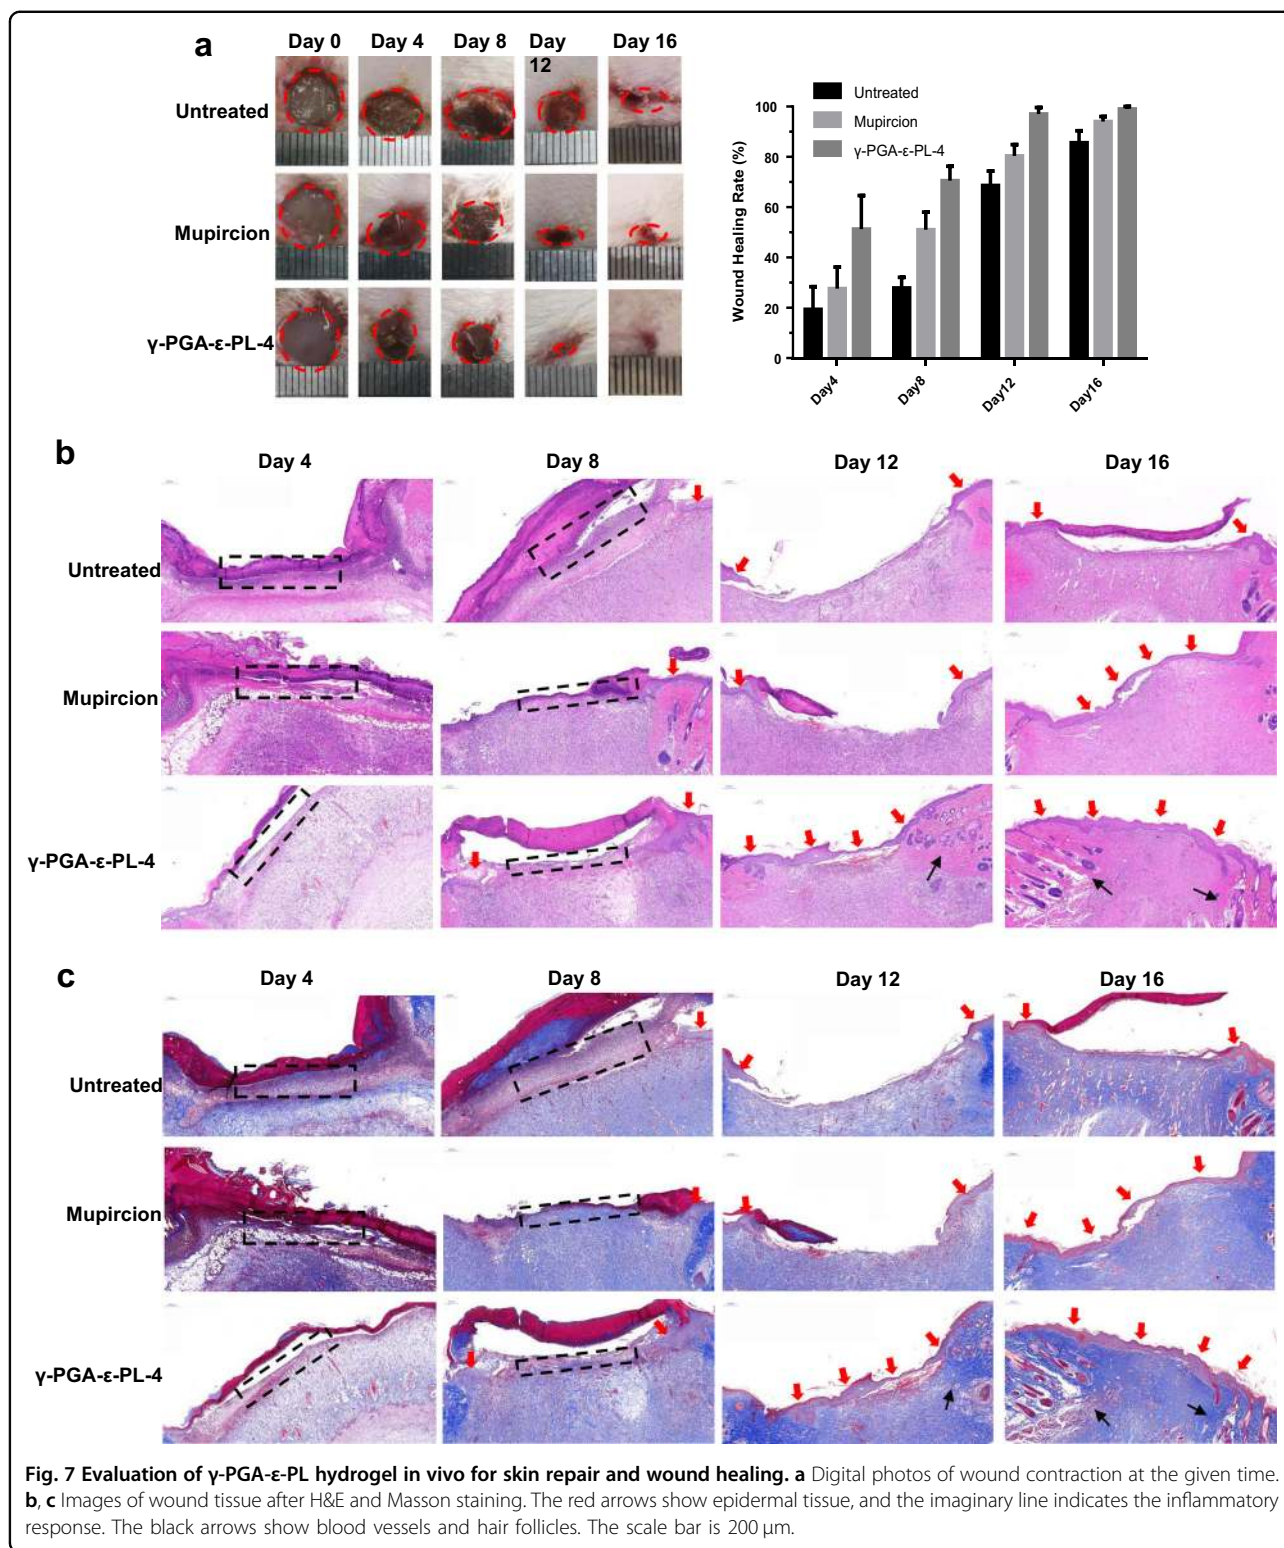 a
Day 0 Day 4 Day 8 Day 12 Day 16
Untreated
Mupircion
γ-PGA-ε-PL-4
Untreated
Mupircion
γ-PGA-ε-PL-4
Wound Healing Rate (%)
100
80
60
40
20
0
Day4 Day8 Day12 Day16
b
Day 4 Day 8 Day 12 Day 16
Untreated
Mupircion
γ-PGA-ε-PL-4
c
Day 4 Day 8 Day 12 Day 16
Untreated
Mupircion
γ-PGA-ε-PL-4
Fig. 7 Evaluation of γ-PGA-ε-PL hydrogel in vivo for skin repair and wound healing. a Digital photos of wound contraction at the given time.
b, c Images of wound tissue after H&E and Masson staining. The red arrows show epidermal tissue, and the imaginary line indicates the inflammatory
response. The black arrows show blood vessels and hair follicles. The scale bar is 200 μm.